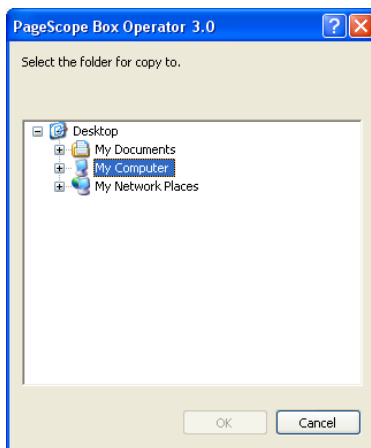 PageScope Box Operator 3.0
Select the folder for copy to.
Desktop
My Documents
My Computer
My Network Places
OK
Cancel